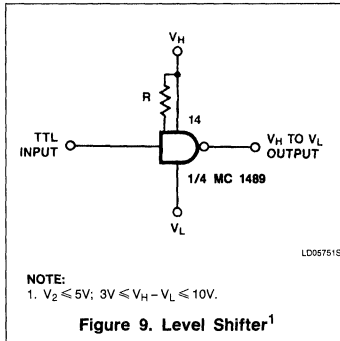 VH
R
14
TTL
INPUT
VH TO VL
OUTPUT
1/4 MC 1489
VL
LD05751S
NOTE:
1. V2 ≤ 5V; 3V ≤ VH – VL ≤ 10V.
Figure 9. Level Shifter1